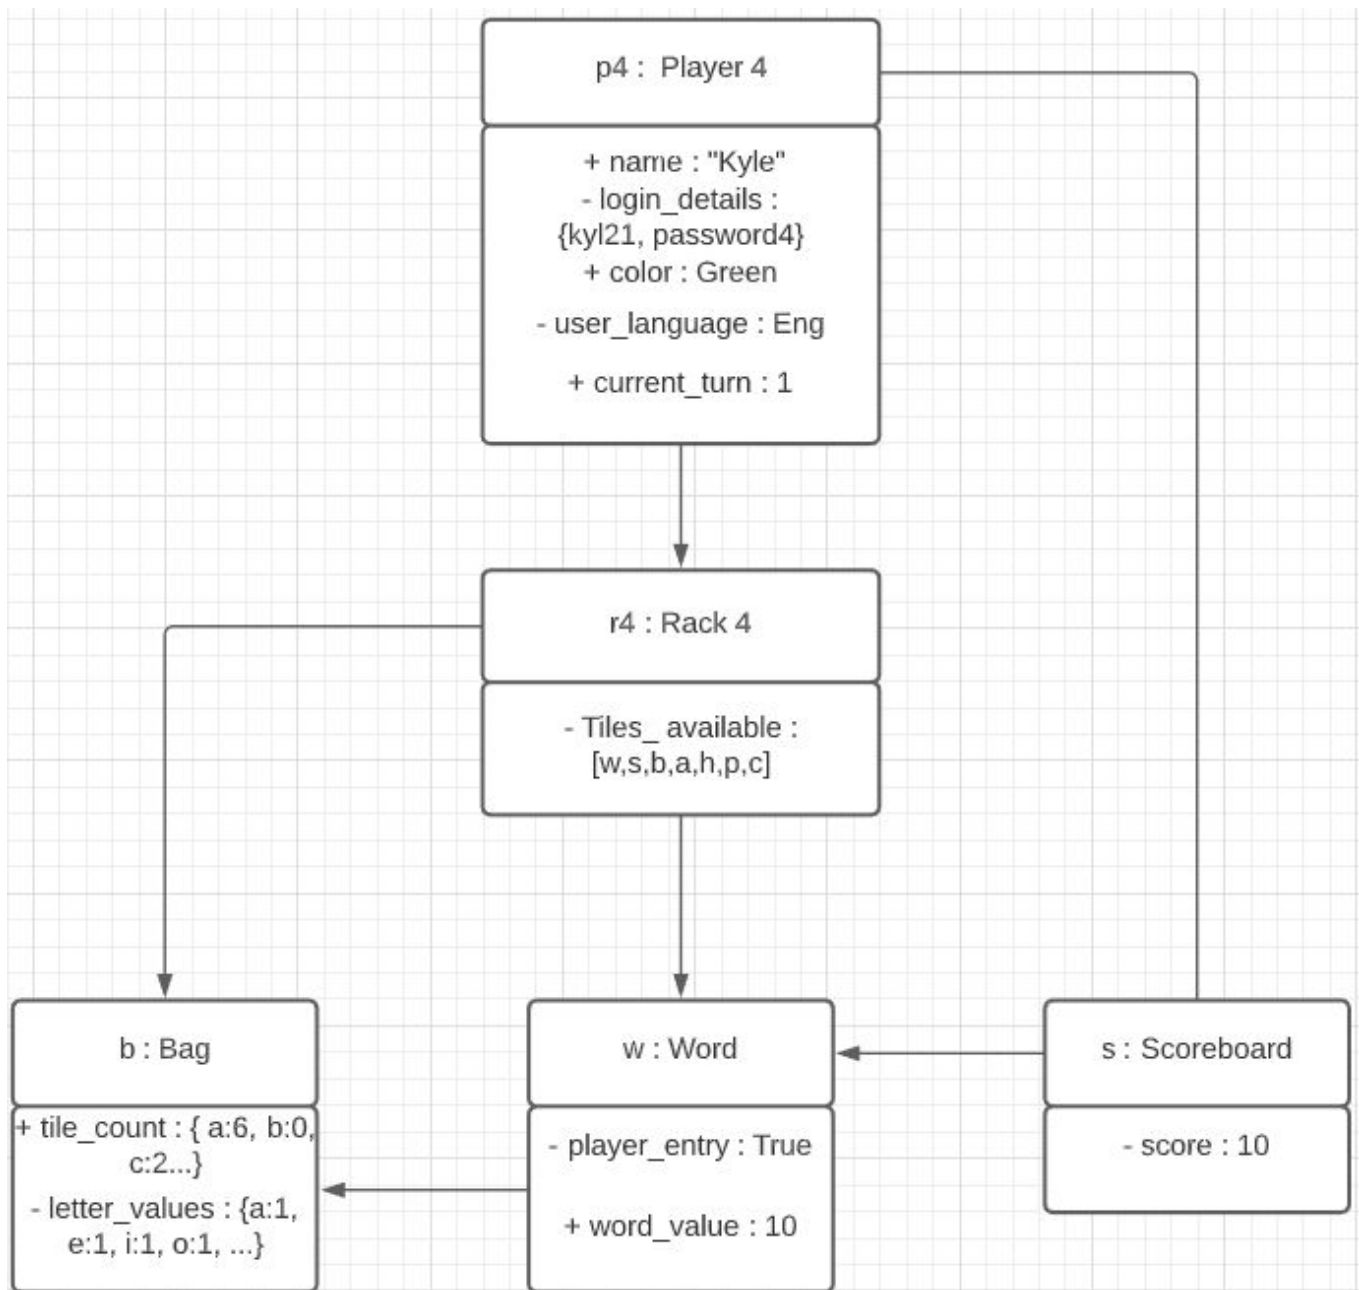 p4 : Player 4
+ name : "Kyle"
- login_details :
{kyl21, password4}
+ color : Green
- user_language : Eng
+ current_turn : 1
r4 : Rack 4
- Tiles_ available :
[w,s,b,a,h,p,c]
b : Bag
+ tile_count : { a:6, b:0,
c:2...}
- letter_values : {a:1,
e:1, i:1, o:1, ...}
w : Word
- player_entry : True
+ word_value : 10
s : Scoreboard
- score : 10